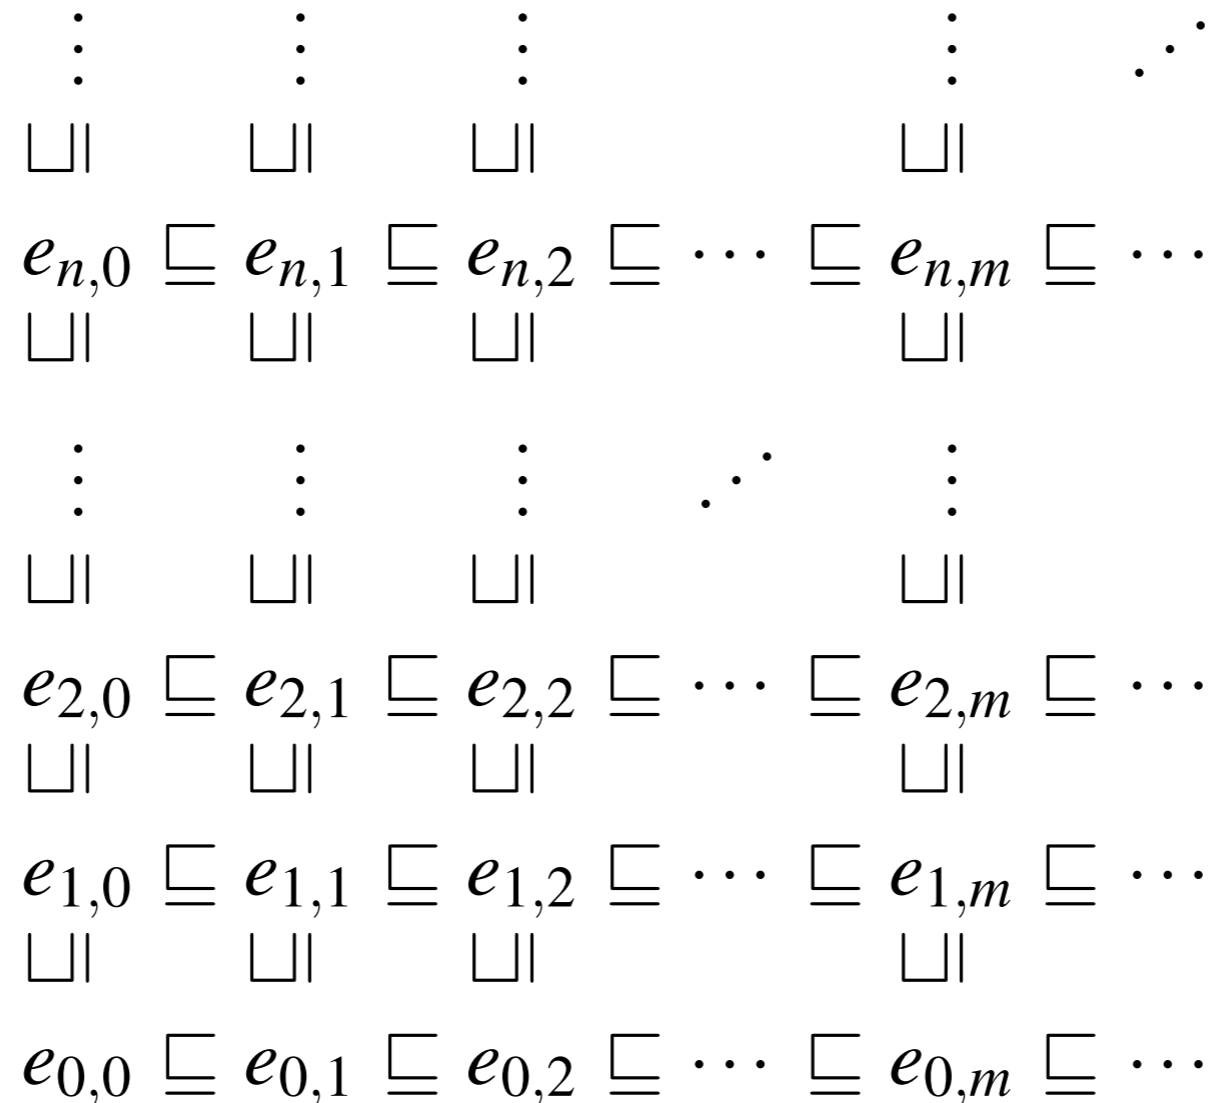 ⋮ ⋮ ⋮ ⋮ ⋰
⊔| ⊔| ⊔| ⊔|
e_{n,0} ⊑ e_{n,1} ⊑ e_{n,2} ⊑ ⋯ ⊑ e_{n,m} ⊑ ⋯
⊔| ⊔| ⊔| ⊔|
⋮ ⋮ ⋮ ⋰ ⋮
⊔| ⊔| ⊔| ⊔|
e_{2,0} ⊑ e_{2,1} ⊑ e_{2,2} ⊑ ⋯ ⊑ e_{2,m} ⊑ ⋯
⊔| ⊔| ⊔| ⊔|
e_{1,0} ⊑ e_{1,1} ⊑ e_{1,2} ⊑ ⋯ ⊑ e_{1,m} ⊑ ⋯
⊔| ⊔| ⊔| ⊔|
e_{0,0} ⊑ e_{0,1} ⊑ e_{0,2} ⊑ ⋯ ⊑ e_{0,m} ⊑ ⋯